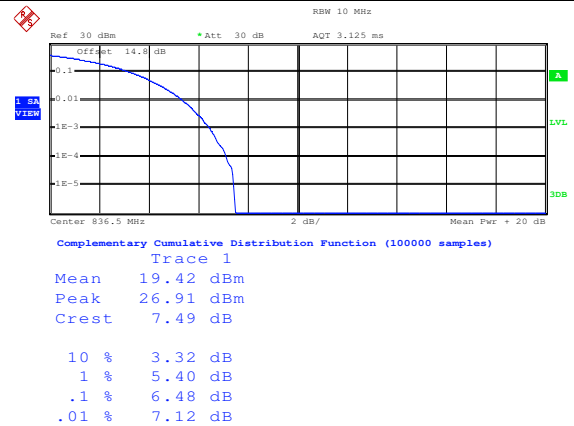 R S
RBW 10 MHz
Ref 30 dBm * Att 30 dB AQT 3.125 ms
Offset 14.8 dB
0.1
A
0.01
1 SA
VIEW
1E-3
LVL
1E-4
1E-5
3DB
Center 836.5 MHz 2 dB/ Mean Pwr + 20 dB
Complementary Cumulative Distribution Function (100000 samples)
Trace 1
Mean 19.42 dBm
Peak 26.91 dBm
Crest 7.49 dB
10 % 3.32 dB
1 % 5.40 dB
.1 % 6.48 dB
.01 % 7.12 dB